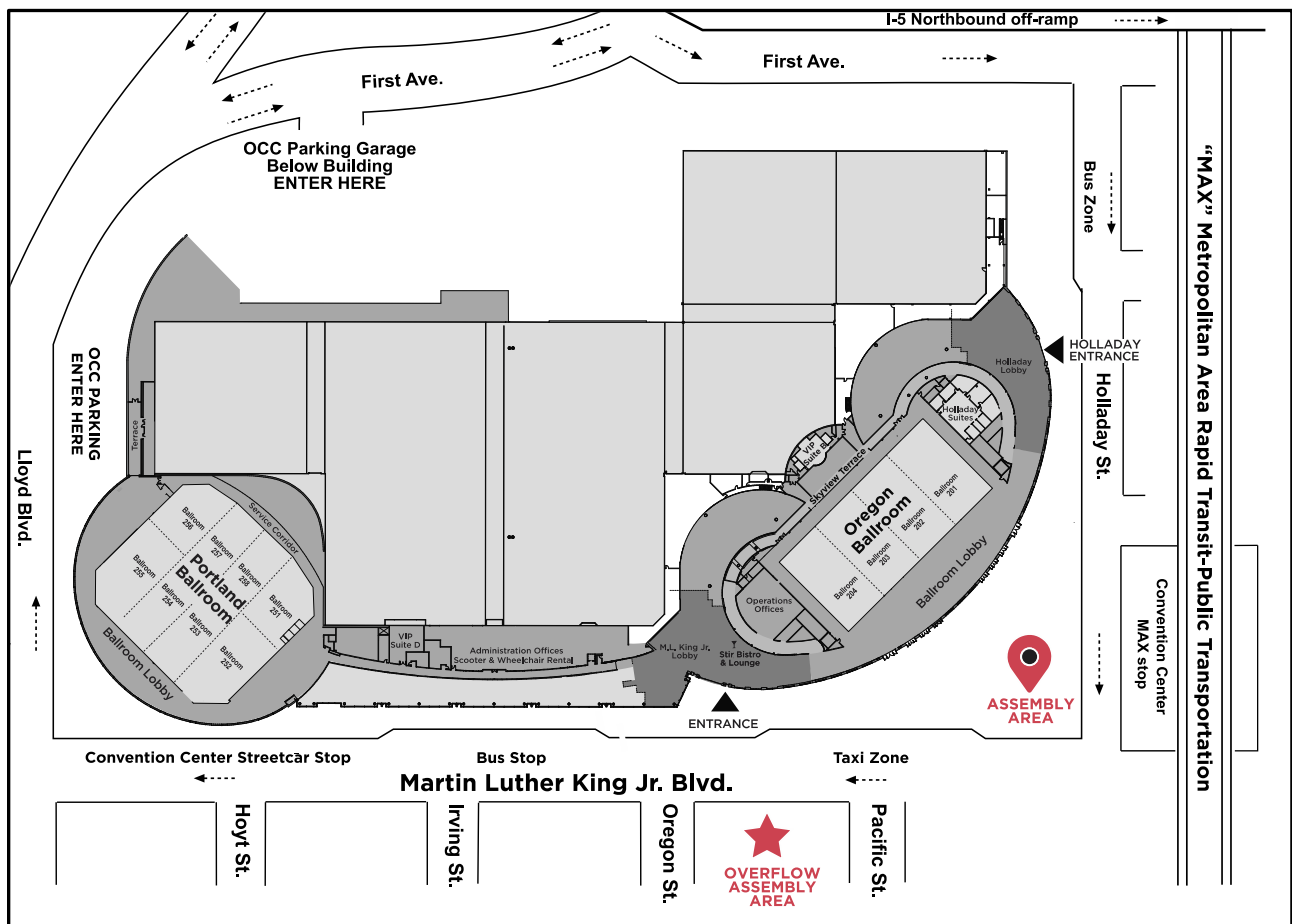 I-5 Northbound off-ramp
First Ave.
First Ave.
OCC Parking Garage
Below Building
ENTER HERE
Bus Zone
"MAX" Metropolitan Area Rapid Transit-Public Transportation
HOLLADAY
ENTRANCE
Holladay
Lobby
Holladay St.
OCC PARKING
ENTER HERE
Lloyd Blvd.
Terrace
Holladay
Suites
VIP
Suite B
Skyview Terrace
Oregon
Ballroom
Ballroom
201
Ballroom
202
Ballroom
203
Ballroom
204
Ballroom Lobby
Operations
Offices
Service Corridor
Portland
Ballroom
Ballroom
256
Ballroom
257
Ballroom
258
Ballroom
251
Ballroom
255
Ballroom
254
Ballroom
253
Ballroom
252
Ballroom Lobby
VIP
Suite D
Administration Offices
Scooter & Wheelchair Rental
M.L. King Jr.
Lobby
Stir Bistro
& Lounge
ENTRANCE
ASSEMBLY
AREA
Convention Center
MAX stop
Convention Center Streetcar Stop
Bus Stop
Taxi Zone
Martin Luther King Jr. Blvd.
Hoyt St.
Irving St.
Oregon St.
Pacific St.
OVERFLOW
ASSEMBLY
AREA